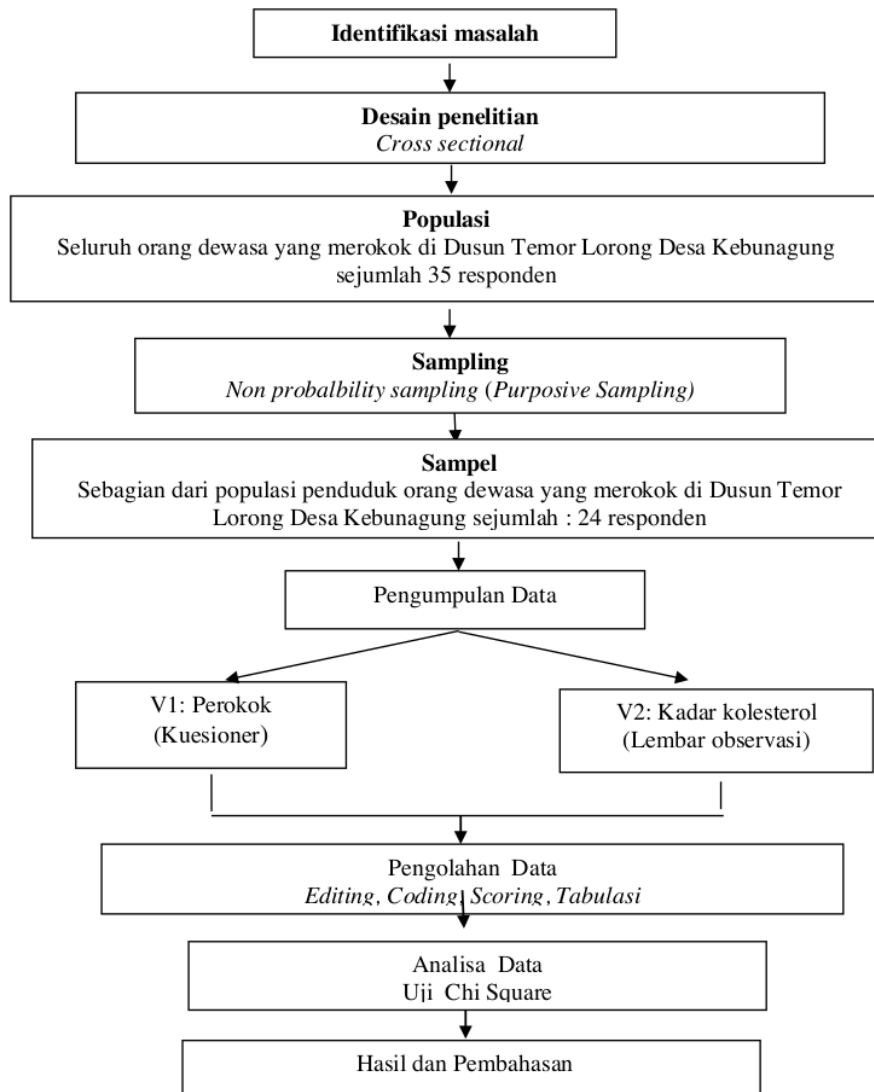 Identifikasi masalah
Desain penelitian
Cross sectional
Populasi
Seluruh orang dewasa yang merokok di Dusun Temor Lorong Desa Kebunagung
sejumlah 35 responden
Sampling
Non probalbility sampling (Purposive Sampling)
Sampel
Sebagian dari populasi penduduk orang dewasa yang merokok di Dusun Temor
Lorong Desa Kebunagung sejumlah : 24 responden
Pengumpulan Data
V1: Perokok
(Kuesioner)
V2: Kadar kolesterol
(Lembar observasi)
Pengolahan Data
Editing, Coding, Scoring, Tabulasi
Analisa Data
Uji Chi Square
Hasil dan Pembahasan